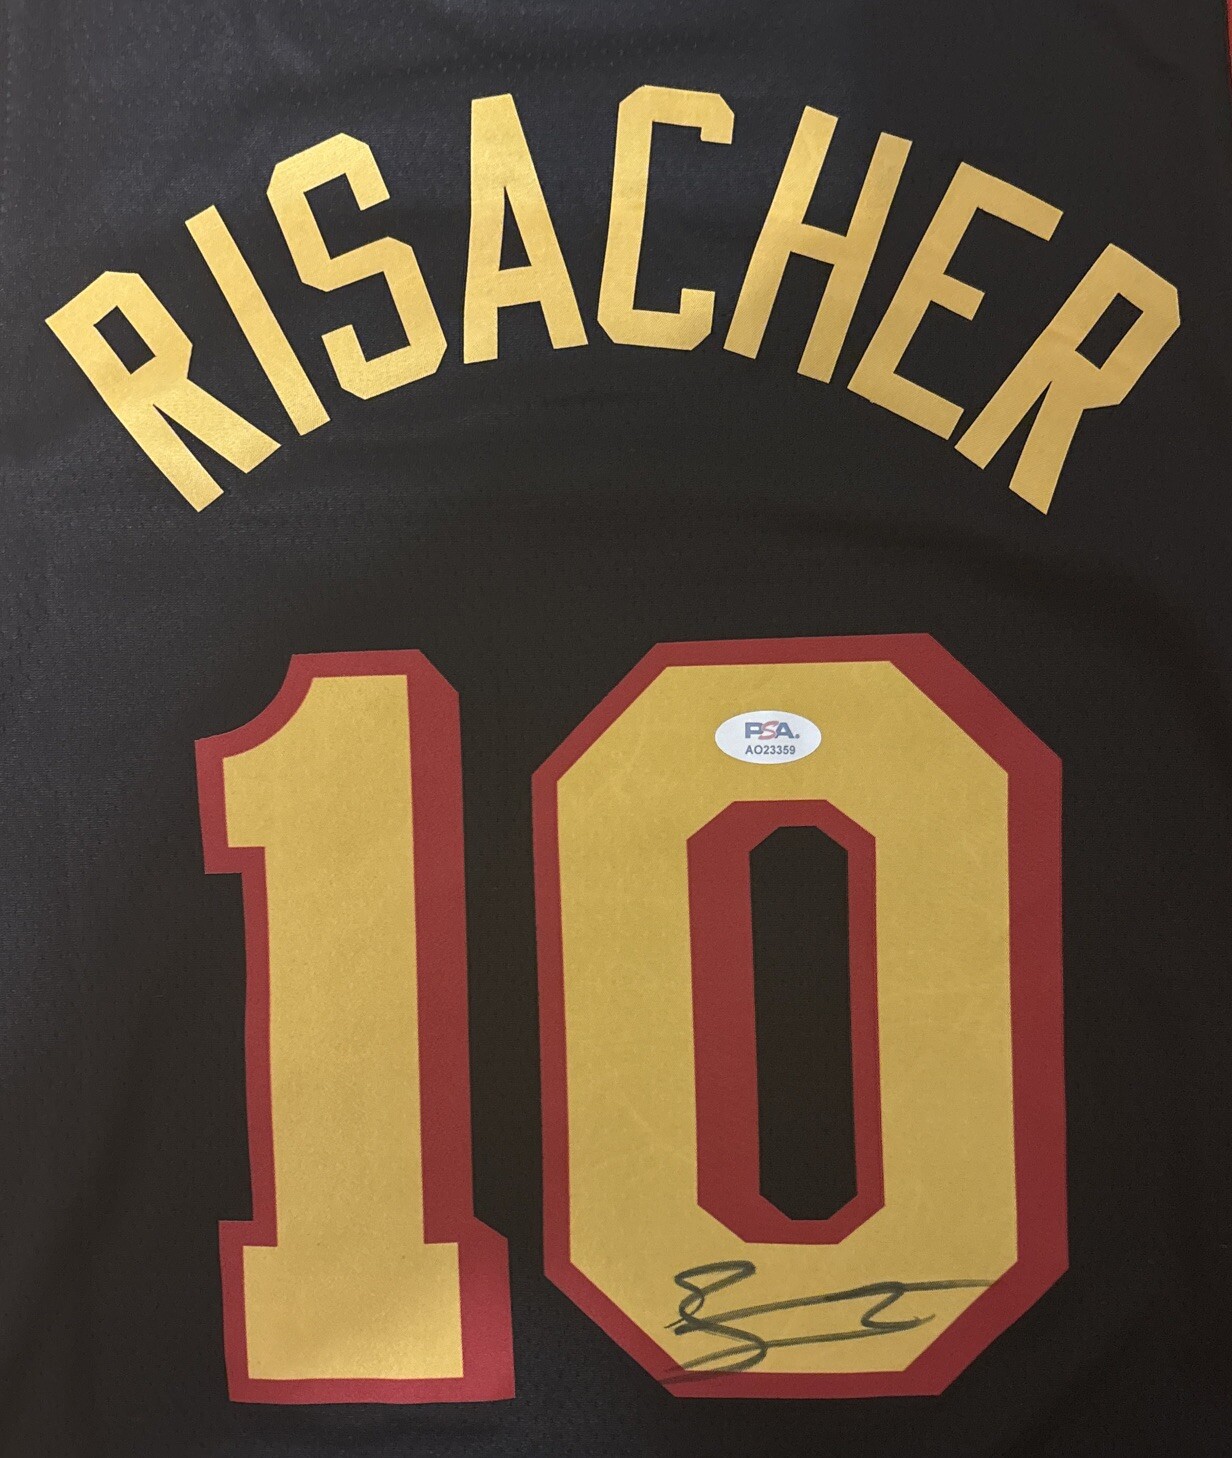 RISACHER
PSA.
AO23359
10